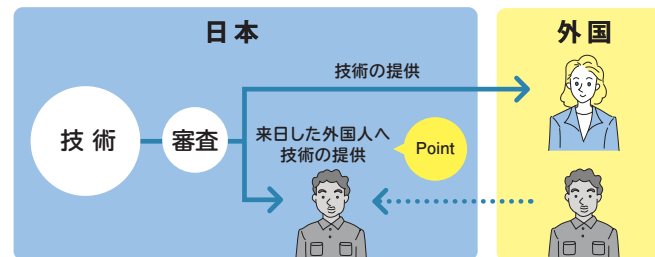 日本
外国
技術の提供
技術
審査
来日した外国人へ
技術の提供
Point